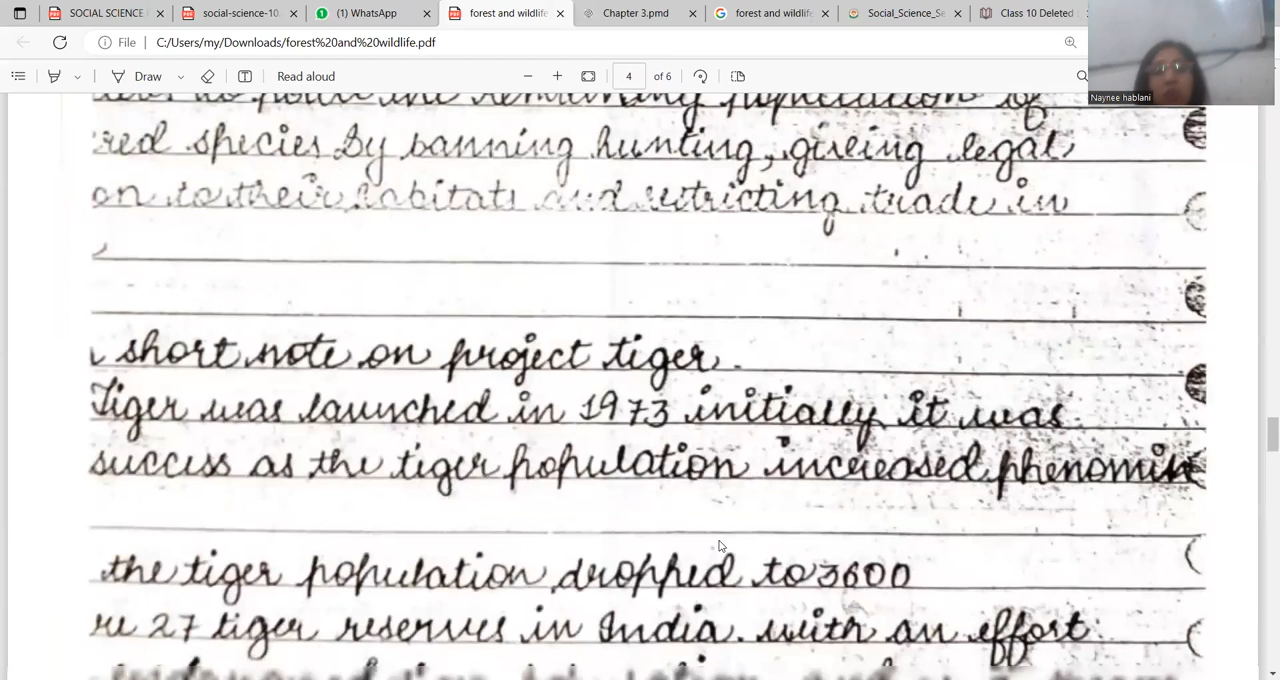 SOCIAL SCIENCE
social-science-10.
(1) WhatsApp
forest and wildlife
Chapter 3.pmd
forest and wildlife
Social_Science_Se
Class 10 Deleted
File C:/Users/my/Downloads/forest%20and%20wildlife.pdf
Draw Read aloud 4 of 6
Naynee hablani
population of
red species By banning hunting, giving legal
on to their habitats and restricting trade in
short note on project tiger.
Tiger was launched in 1973 initially it was
success as the tiger population increased phenomin
the tiger population dropped to 3600
re 27 tiger reserves in India. with an effort